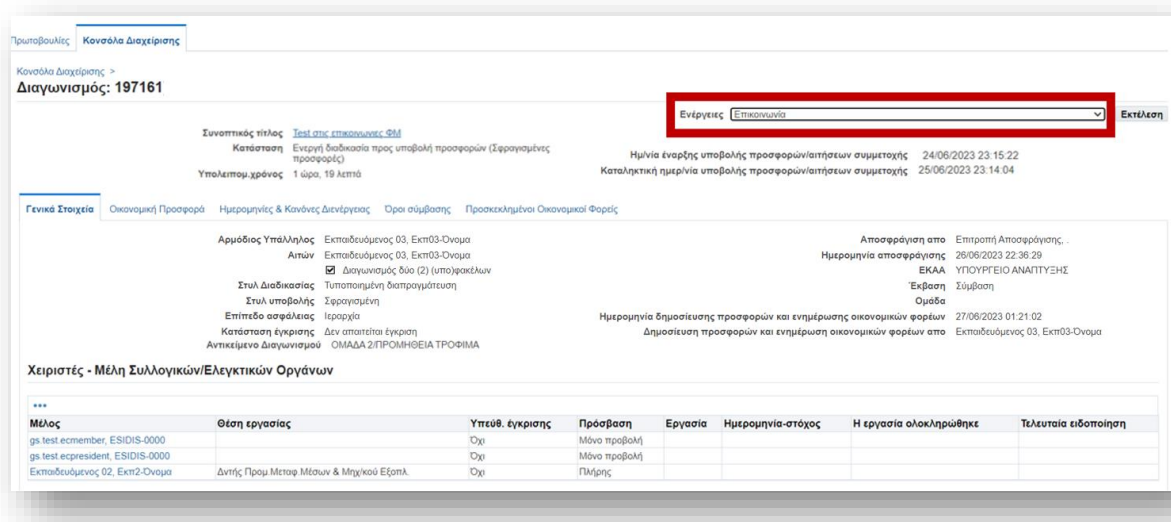 Πρωτοβουλίες Κονσόλα Διαχείρισης
Κονσόλα Διαχείρισης >
Διαγωνισμός: 197161
Ενέργειες Επικοινωνία Εκτέλεση
Συνοπτικός τίτλος Test στις επικοινωνιες ΦΜ
Κατάσταση Ενεργή διαδικασία προς υποβολή προσφορών (Σφραγισμένες
προσφορές)
Υπολειπομ.χρόνος 1 ώρα, 19 λεπτά
Ημ/νία έναρξης υποβολής προσφορών/αιτήσεων συμμετοχής 24/06/2023 23:15:22
Καταληκτική ημερ/νία υποβολής προσφορών/αιτήσεων συμμετοχής 25/06/2023 23:14:04
Γενικά Στοιχεία Οικονομική Προσφορά Ημερομηνίες & Κανόνες Διενέργειας Όροι σύμβασης Προσκεκλημένοι Οικονομικοί Φορείς
Αρμόδιος Υπάλληλος Εκπαιδευόμενος 03, Εκπ03-Όνομα
Αιτών Εκπαιδευόμενος 03, Εκπ03-Όνομα
Διαγωνισμός δύο (2) (υπο)φακέλων
Στυλ Διαδικασίας Τυποποιημένη διαπραγμάτευση
Στυλ υποβολής Σφραγισμένη
Επίπεδο ασφάλειας Ιεραρχία
Κατάσταση έγκρισης Δεν απαιτείται έγκριση
Αντικείμενο Διαγωνισμού ΟΜΑΔΑ 2/ΠΡΟΜΗΘΕΙΑ ΤΡΟΦΙΜΑ
Αποσφράγιση απο Επιτροπή Αποσφράγισης, .
Ημερομηνία αποσφράγισης 26/06/2023 22:36:29
ΕΚΑΑ ΥΠΟΥΡΓΕΙΟ ΑΝΑΠΤΥΞΗΣ
Έκβαση Σύμβαση
Ομάδα
Ημερομηνία δημοσίευσης προσφορών και ενημέρωσης οικονομικών φορέων 27/06/2023 01:21:02
Δημοσίευση προσφορών και ενημέρωση οικονομικών φορέων απο Εκπαιδευόμενος 03, Εκπ03-Όνομα
Χειριστές - Μέλη Συλλογικών/Ελεγκτικών Οργάνων
Μέλος Θέση εργασίας Υπεύθ. έγκρισης Πρόσβαση Εργασία Ημερομηνία-στόχος Η εργασία ολοκληρώθηκε Τελευταία ειδοποίηση
gs.test.ecmember, ESIDIS-0000 Όχι Μόνο προβολή
gs.test.ecpresident, ESIDIS-0000 Όχι Μόνο προβολή
Εκπαιδευόμενος 02, Εκπ2-Όνομα Δντής Προμ.Μεταφ.Μέσων & Μηχ/κού Εξοπλ. Όχι Πλήρης